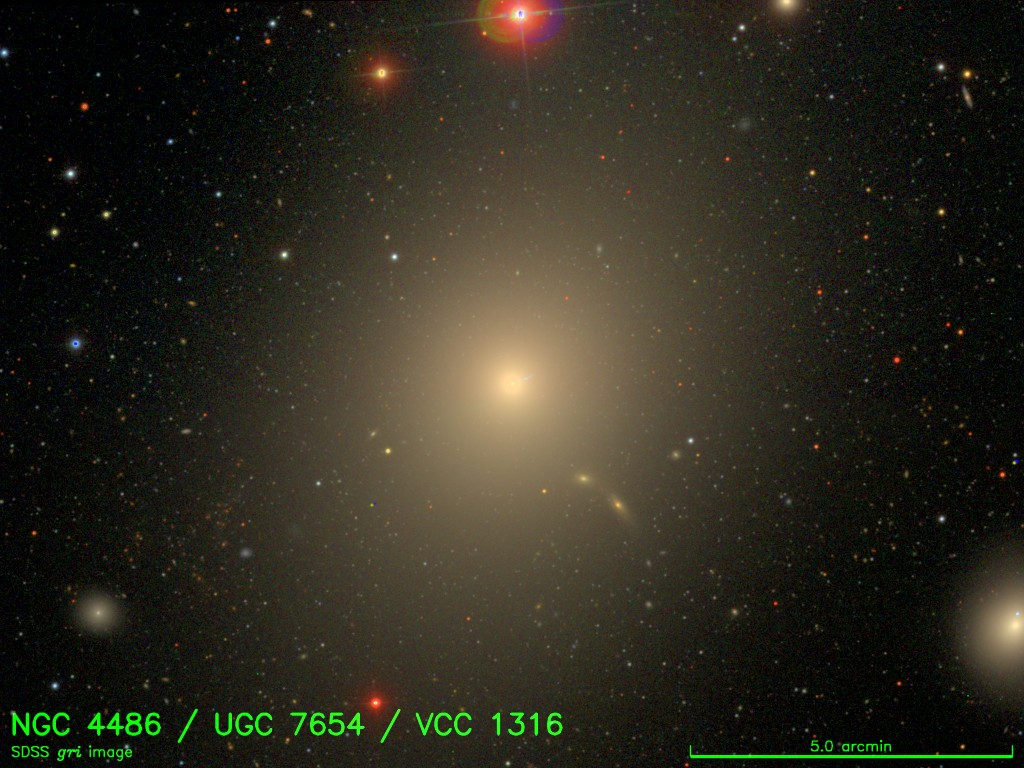 NGC 4486 / UGC 7654 / VCC 1316
SDSS gri image
5.0 arcmin